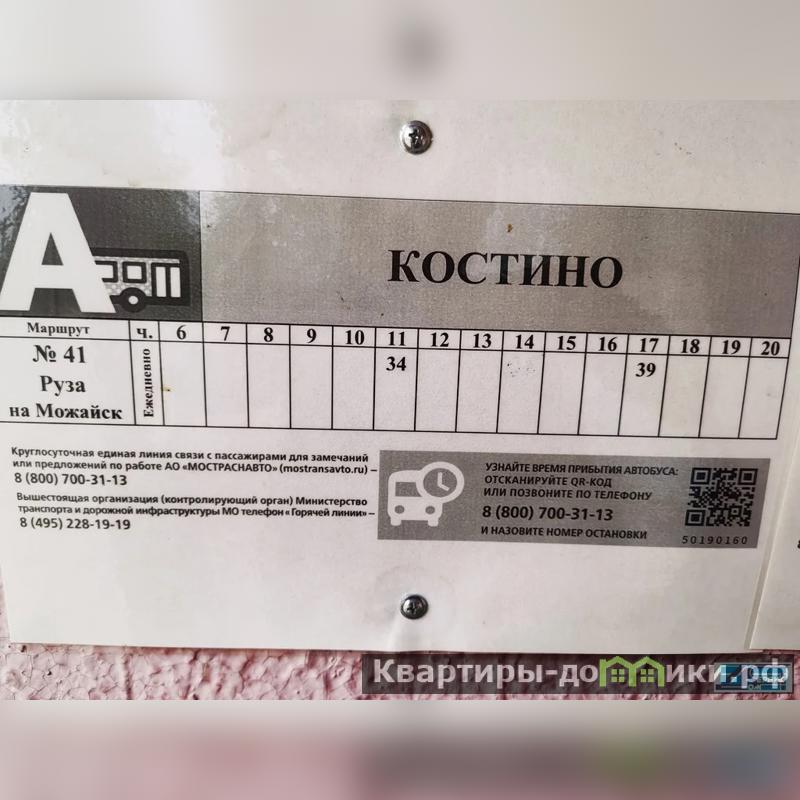 А
КОСТИНО
Маршрут ч. 6 7 8 9 10 11 12 13 14 15 16 17 18 19 20
№ 41 Руза на Можайск Ежедневно 34 39
Круглосуточная единая линия связи с пассажирами для замечаний
или предложений по работе АО «МОСТРАСНАВТО» (mostransavto.ru) –
8 (800) 700-31-13
Вышестоящая организация (контролирующий орган) Министерство
транспорта и дорожной инфраструктуры МО телефон «Горячей линии» –
8 (495) 228-19-19
УЗНАЙТЕ ВРЕМЯ ПРИБЫТИЯ АВТОБУСА:
ОТСКАНИРУЙТЕ QR-КОД
ИЛИ ПОЗВОНИТЕ ПО ТЕЛЕФОНУ
8 (800) 700-31-13
И НАЗОВИТЕ НОМЕР ОСТАНОВКИ
50190160
Квартиры-домики.рф